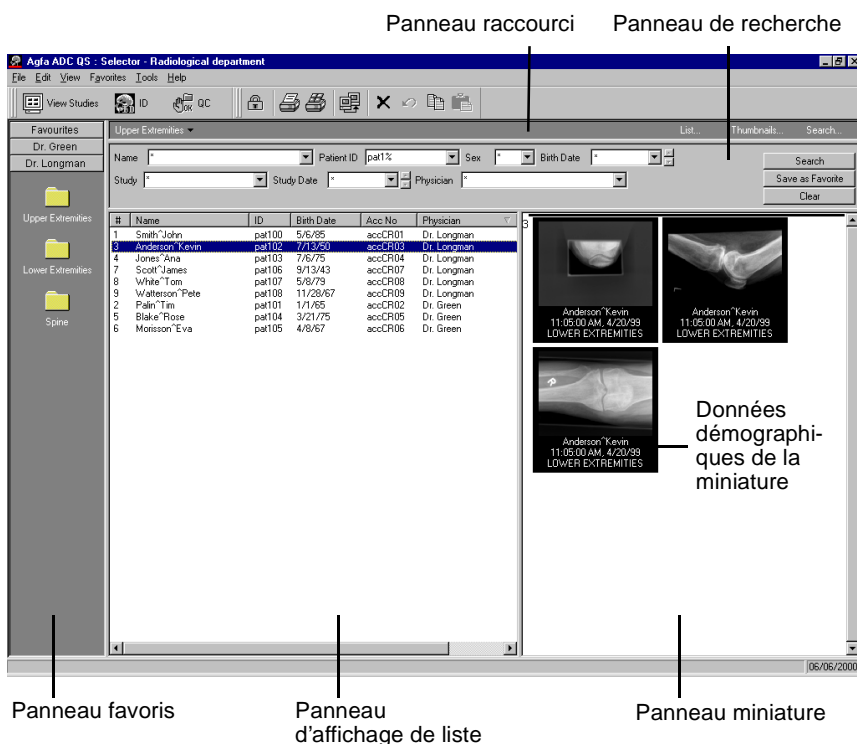 Panneau raccourci Panneau de recherche
Agfa ADC QS : Selector - Radiological department
File Edit View Favorites Tools Help
View Studies ID OK QC
Favourites
Dr. Green
Dr. Longman
Upper Extremities
Lower Extremities
Spine
Upper Extremities List... Thumbnails... Search...
Name * Patient ID pat1% Sex * Birth Date *
Study * Study Date * Physician *
Search
Save as Favorite
Clear
# Name ID Birth Date Acc No Physician
1 Smith^John pat100 5/6/85 accCR01 Dr. Longman
3 Anderson^Kevin pat102 7/13/50 accCR03 Dr. Longman
4 Jones^Ana pat103 7/6/75 accCR04 Dr. Longman
7 Scott^James pat106 9/13/43 accCR07 Dr. Longman
8 White^Tom pat107 5/8/79 accCR08 Dr. Longman
9 Watterson^Pete pat108 11/28/67 accCR09 Dr. Longman
2 Palin^Tim pat101 1/1/65 accCR02 Dr. Green
5 Blake^Rose pat104 3/21/75 accCR05 Dr. Green
6 Morisson^Eva pat105 4/8/67 accCR06 Dr. Green
3
Anderson^Kevin
11:05:00 AM, 4/20/99
LOWER EXTREMITIES
Anderson^Kevin
11:05:00 AM, 4/20/99
LOWER EXTREMITIES
R
Anderson^Kevin
11:05:00 AM, 4/20/99
LOWER EXTREMITIES
Données
démographi-
ques de la
miniature
06/06/2000
Panneau favoris
Panneau
d'affichage de liste
Panneau miniature